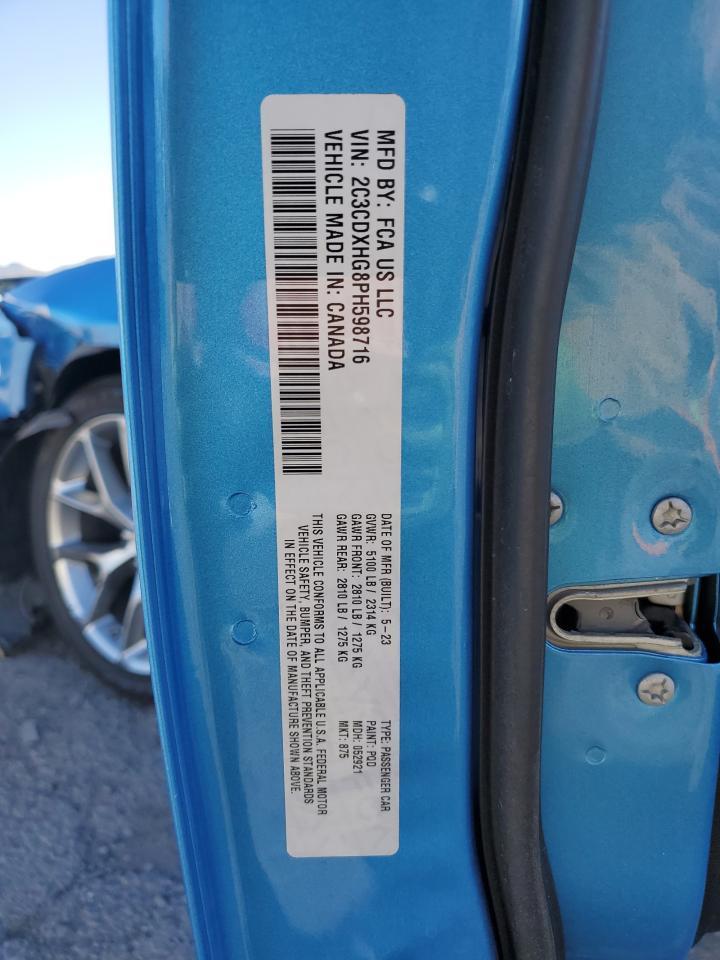 MFD BY: FCA US LLC
VIN: 2C3CDXHG8PH598716
VEHICLE MADE IN: CANADA
DATE OF MFR (BUILT): 5-23
GVWR: 5100 LB / 2314 KG
GAWR FRONT: 2810 LB / 1275 KG
GAWR REAR: 2810 LB / 1275 KG
TYPE: PASSENGER CAR
PAINT: PQD
MDH: 052921
MKT: 875
THIS VEHICLE CONFORMS TO ALL APPLICABLE U.S.A. FEDERAL MOTOR
VEHICLE SAFETY, BUMPER, AND THEFT PREVENTION STANDARDS
IN EFFECT ON THE DATE OF MANUFACTURE SHOWN ABOVE.